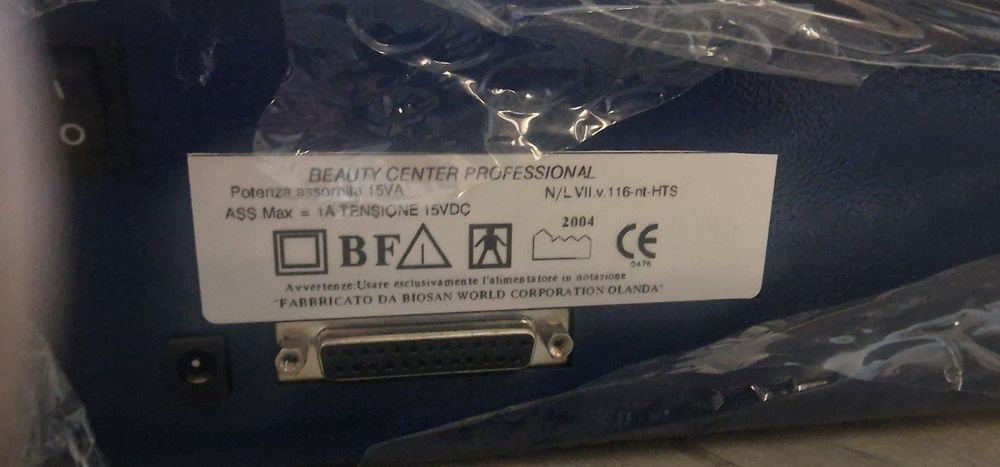 BEAUTY CENTER PROFESSIONAL
Potenza assorbita 15VA N/L VII.v.116-nt-HTS
ASS Max = 1A TENSIONE 15VDC
2004
BF
0476
Avvertenze:Usare esclusivamente l'alimentatore in notazione
"FABBRICATO DA BIOSAN WORLD CORPORATION OLANDA"